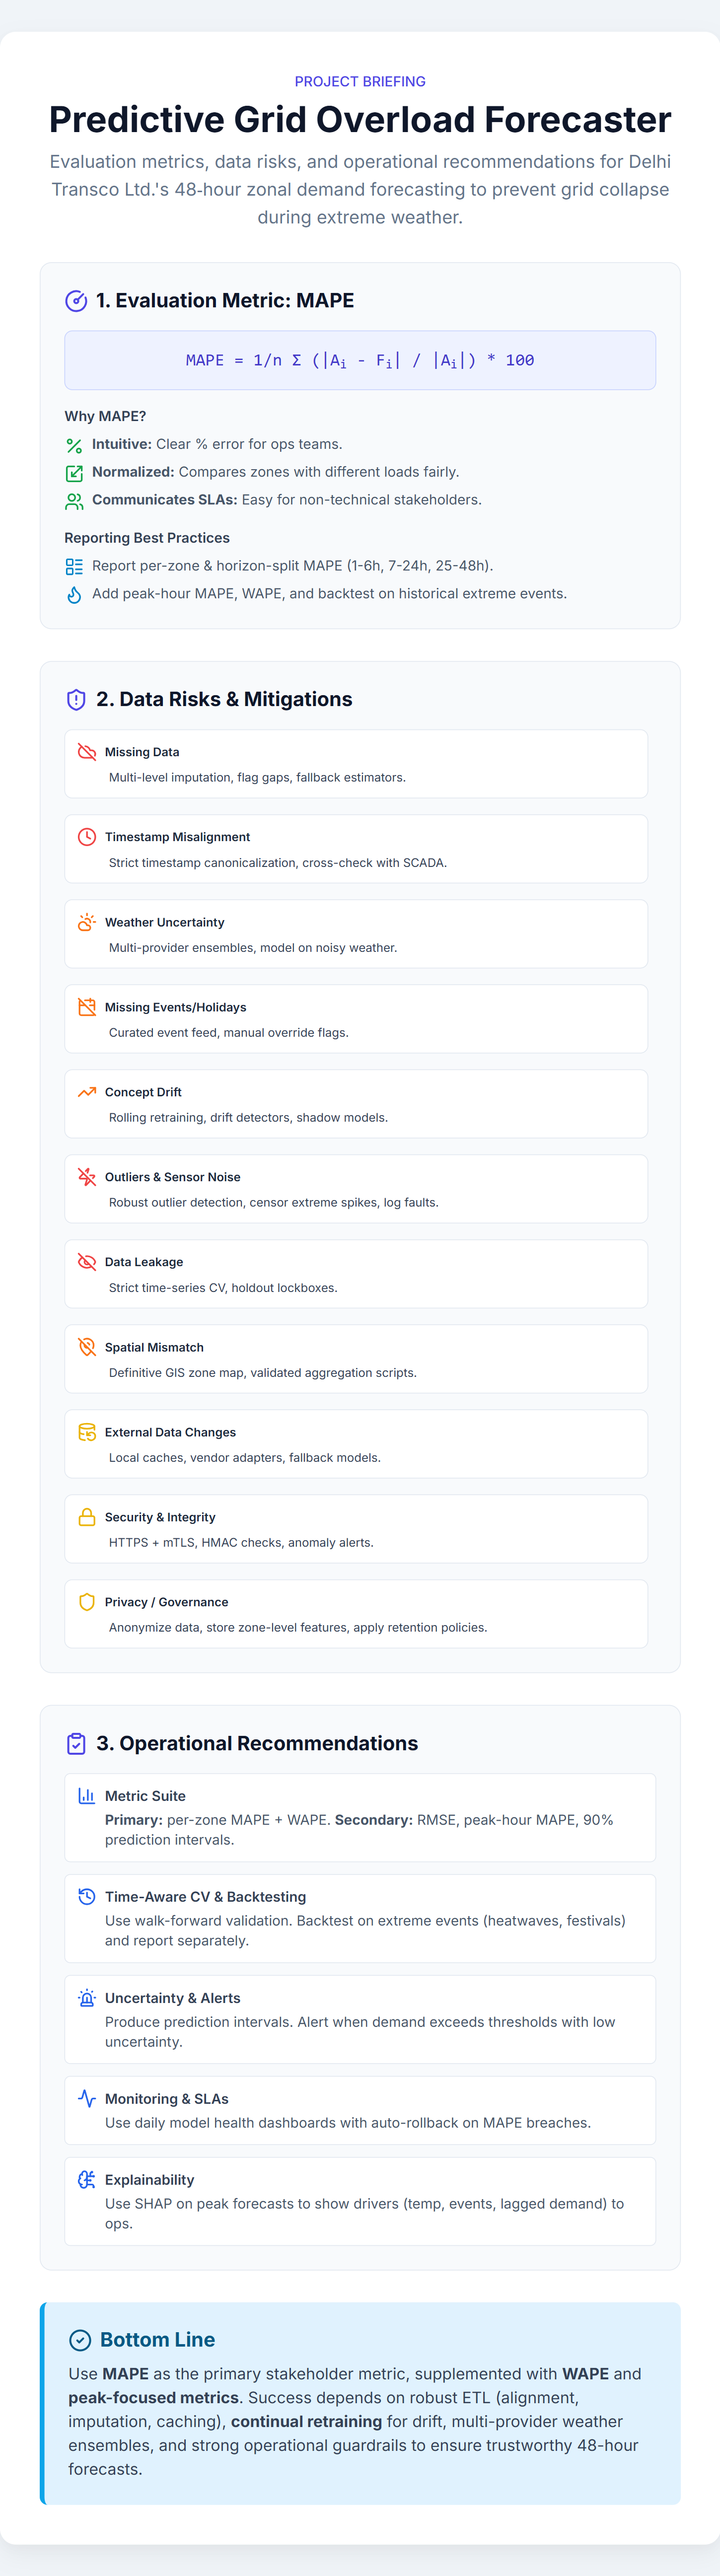 PROJECT BRIEFING
Predictive Grid Overload Forecaster
Evaluation metrics, data risks, and operational recommendations for Delhi
Transco Ltd.'s 48-hour zonal demand forecasting to prevent grid collapse
during extreme weather.
1. Evaluation Metric: MAPE
MAPE = 1/n Σ (|Aᵢ - Fᵢ| / |Aᵢ|) * 100
Why MAPE?
Intuitive: Clear % error for ops teams.
Normalized: Compares zones with different loads fairly.
Communicates SLAs: Easy for non-technical stakeholders.
Reporting Best Practices
Report per-zone & horizon-split MAPE (1-6h, 7-24h, 25-48h).
Add peak-hour MAPE, WAPE, and backtest on historical extreme events.
2. Data Risks & Mitigations
Missing Data
Multi-level imputation, flag gaps, fallback estimators.
Timestamp Misalignment
Strict timestamp canonicalization, cross-check with SCADA.
Weather Uncertainty
Multi-provider ensembles, model on noisy weather.
Missing Events/Holidays
Curated event feed, manual override flags.
Concept Drift
Rolling retraining, drift detectors, shadow models.
Outliers & Sensor Noise
Robust outlier detection, censor extreme spikes, log faults.
Data Leakage
Strict time-series CV, holdout lockboxes.
Spatial Mismatch
Definitive GIS zone map, validated aggregation scripts.
External Data Changes
Local caches, vendor adapters, fallback models.
Security & Integrity
HTTPS + mTLS, HMAC checks, anomaly alerts.
Privacy / Governance
Anonymize data, store zone-level features, apply retention policies.
3. Operational Recommendations
Metric Suite
Primary: per-zone MAPE + WAPE. Secondary: RMSE, peak-hour MAPE, 90%
prediction intervals.
Time-Aware CV & Backtesting
Use walk-forward validation. Backtest on extreme events (heatwaves, festivals)
and report separately.
Uncertainty & Alerts
Produce prediction intervals. Alert when demand exceeds thresholds with low
uncertainty.
Monitoring & SLAs
Use daily model health dashboards with auto-rollback on MAPE breaches.
Explainability
Use SHAP on peak forecasts to show drivers (temp, events, lagged demand) to
ops.
Bottom Line
Use MAPE as the primary stakeholder metric, supplemented with WAPE and
peak-focused metrics. Success depends on robust ETL (alignment,
imputation, caching), continual retraining for drift, multi-provider weather
ensembles, and strong operational guardrails to ensure trustworthy 48-hour
forecasts.